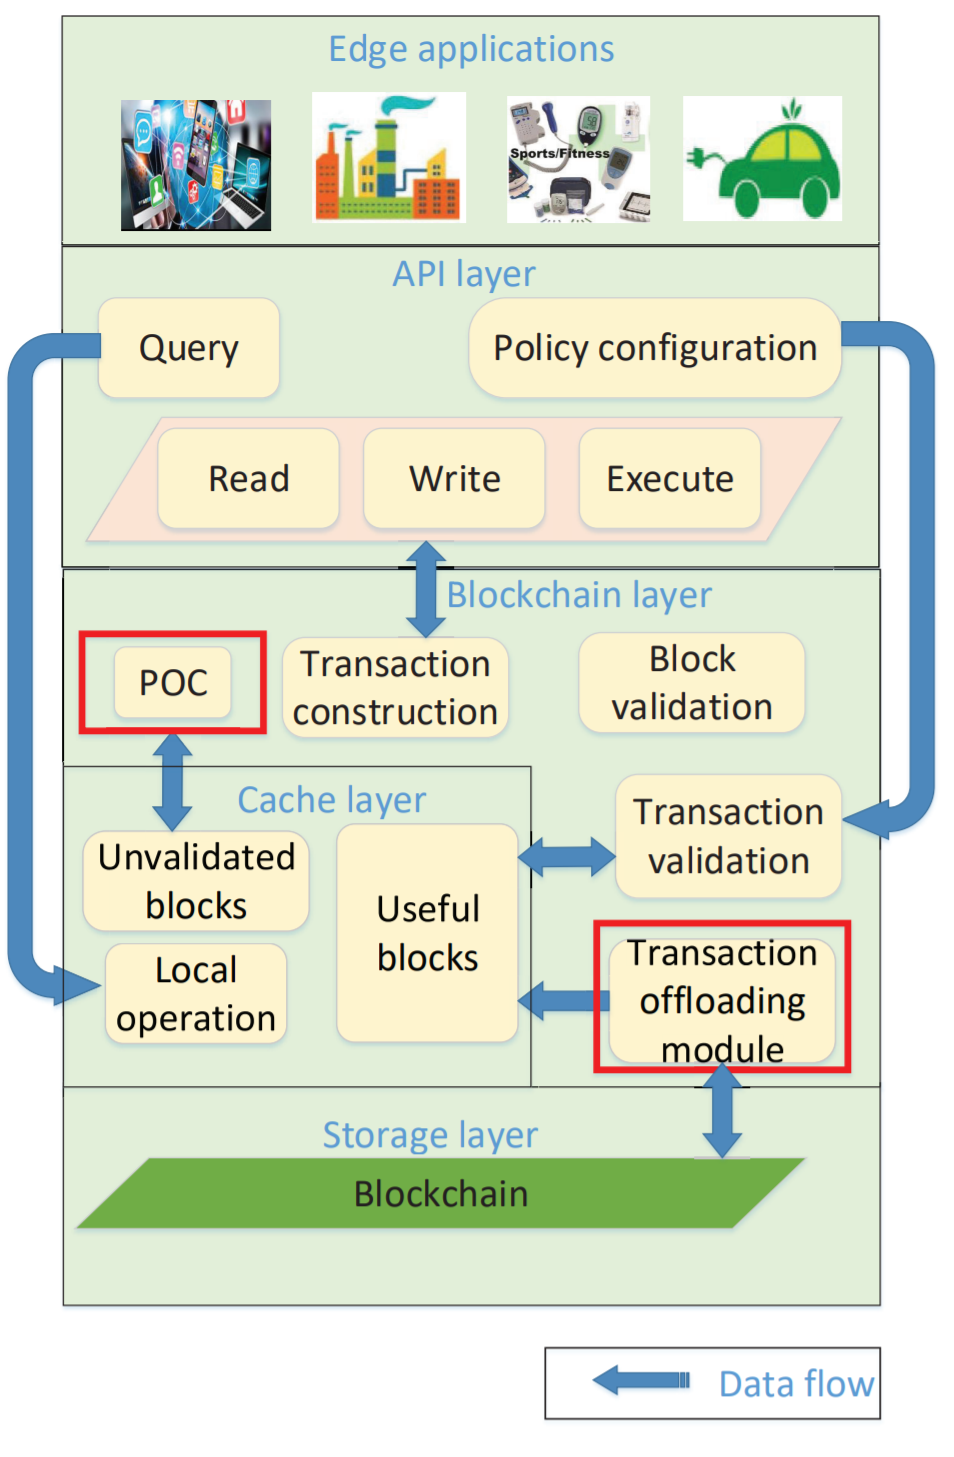 Edge applications
Sports/Fitness
API layer
Query
Policy configuration
Read
Write
Execute
Blockchain layer
POC
Transaction
construction
Block
validation
Cache layer
Transaction
validation
Unvalidated
blocks
Useful
blocks
Local
operation
Transaction
offloading
module
Storage layer
Blockchain
Data flow